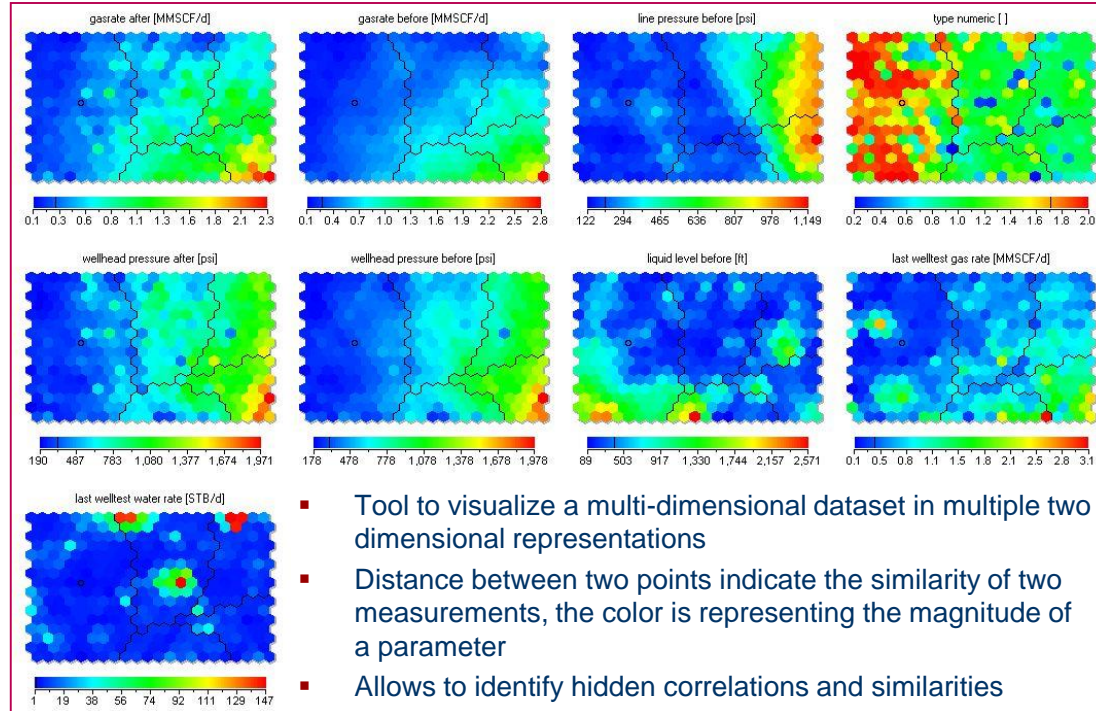 gasrate after [MMSCF/d]
gasrate before [MMSCF/d]
line pressure before [psi]
type numeric [ ]
0.1 0.3 0.6 0.8 1.1 1.3 1.6 1.8 2.1 2.3
0.1 0.4 0.7 1.0 1.3 1.6 1.9 2.2 2.5 2.8
122 294 465 636 807 978 1,149
0.2 0.4 0.6 0.8 1.0 1.2 1.4 1.6 1.8 2.0
wellhead pressure after [psi]
wellhead pressure before [psi]
liquid level before [ft]
last welltest gas rate [MMSCF/d]
190 487 783 1,080 1,377 1,674 1,971
178 478 778 1,078 1,378 1,678 1,978
89 503 917 1,330 1,744 2,157 2,571
0.1 0.5 0.8 1.1 1.5 1.8 2.1 2.5 2.8 3.1
last welltest water rate [STB/d]
1 19 38 56 74 92 111 129 147
▪ Tool to visualize a multi-dimensional dataset in multiple two
dimensional representations
▪ Distance between two points indicate the similarity of two
measurements, the color is representing the magnitude of
a parameter
▪ Allows to identify hidden correlations and similarities